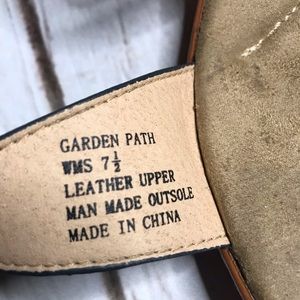 GARDEN PATH
WMS 7½
LEATHER UPPER
MAN MADE OUTSOLE
MADE IN CHINA